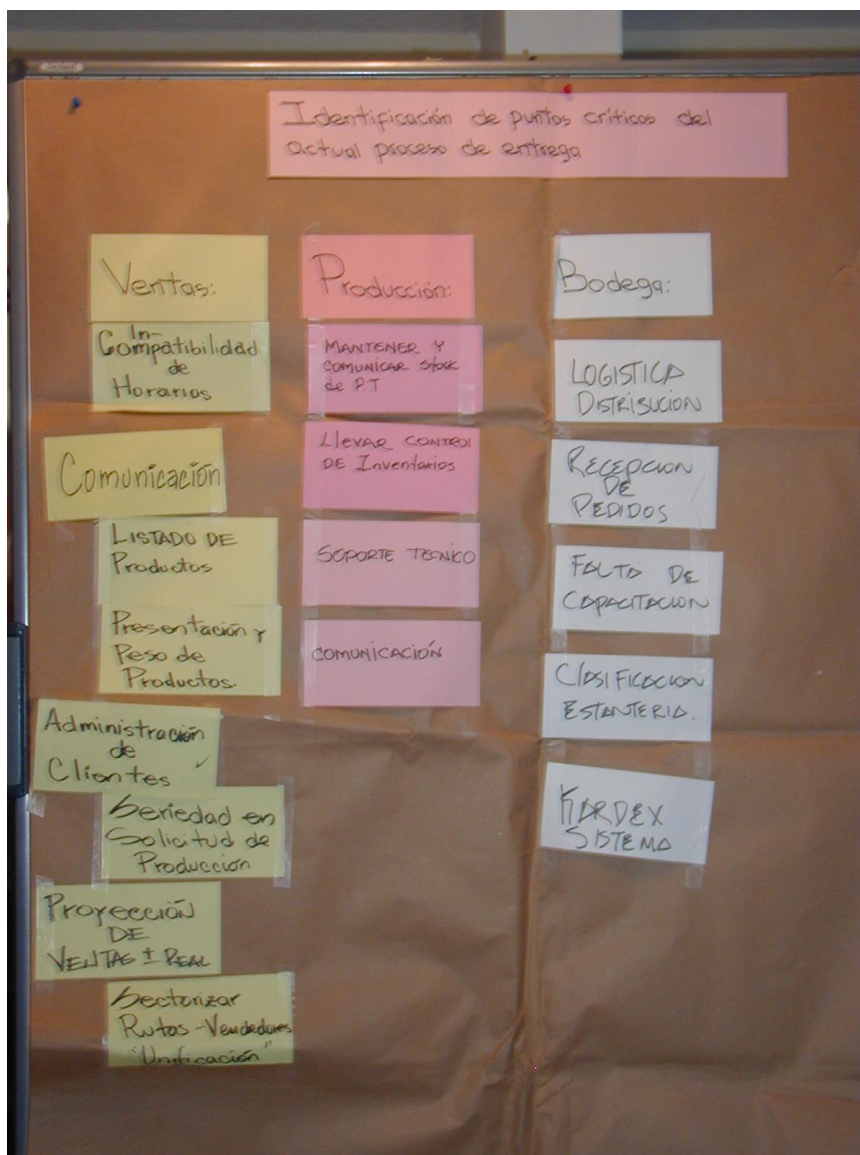 Identificación de puntos críticos del
actual proceso de entrega
Ventas:
In-
Compatibilidad
de
Horarios
Comunicación
LISTADO DE
Productos
Presentación y
Peso de
Productos.
Administración
de
Clientes
Seriedad en
Solicitud de
Producción
Proyección
DE
VENTAS ± REAL
Sectorizar
Rutas-Vendedores
"Unificación"
Producción:
MANTENER Y
COMUNICAR Stock
de P.T
Llevar CONTROL
DE Inventarios
SOPORTE TECNICO
COMUNICACIÓN
Bodega:
LOGISTICA
DISTRIBUCION
RECEPCION
DE
PEDIDOS
FALTA DE
CAPACITACION
CLASIFICACION
ESTANTERIA.
KARDEX
SISTEMA